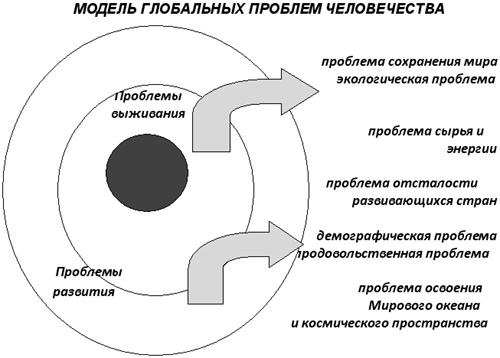 МОДЕЛЬ ГЛОБАЛЬНЫХ ПРОБЛЕМ ЧЕЛОВЕЧЕСТВА
Проблемы
выживания
проблема сохранения мира
экологическая проблема
проблема сырья и
энергии
проблема отсталости
развивающихся стран
демографическая проблема
продовольственная проблема
Проблемы
развития
проблема освоения
Мирового океана
и космического пространства